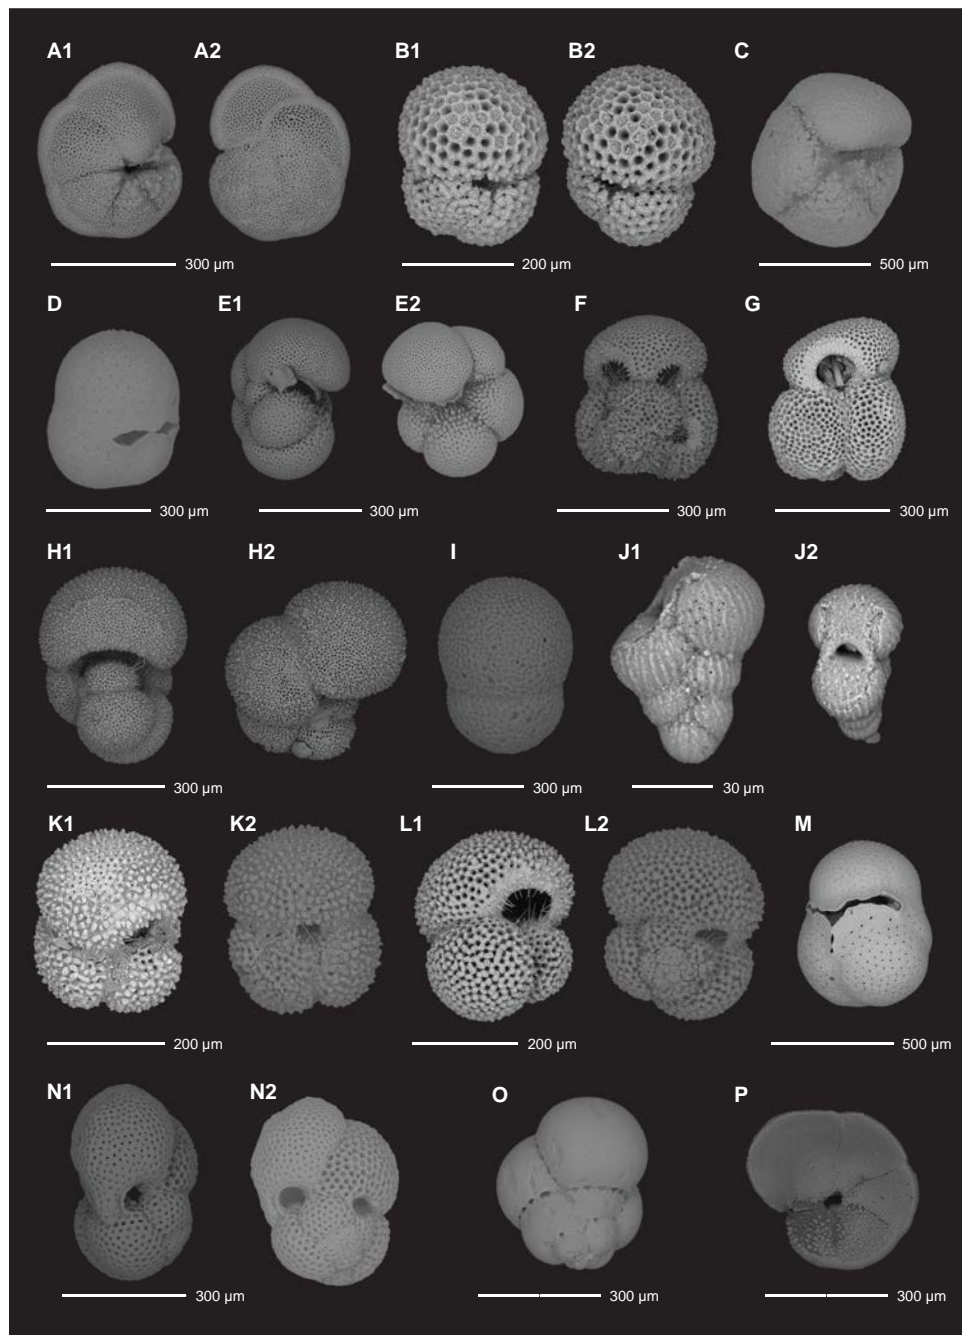 A1 A2 B1 B2 C
300 µm 200 µm 500 µm
D E1 E2 F G
300 µm 300 µm 300 µm 300 µm
H1 H2 I J1 J2
300 µm 300 µm 30 µm
K1 K2 L1 L2 M
200 µm 200 µm 500 µm
N1 N2 O P
300 µm 300 µm 300 µm